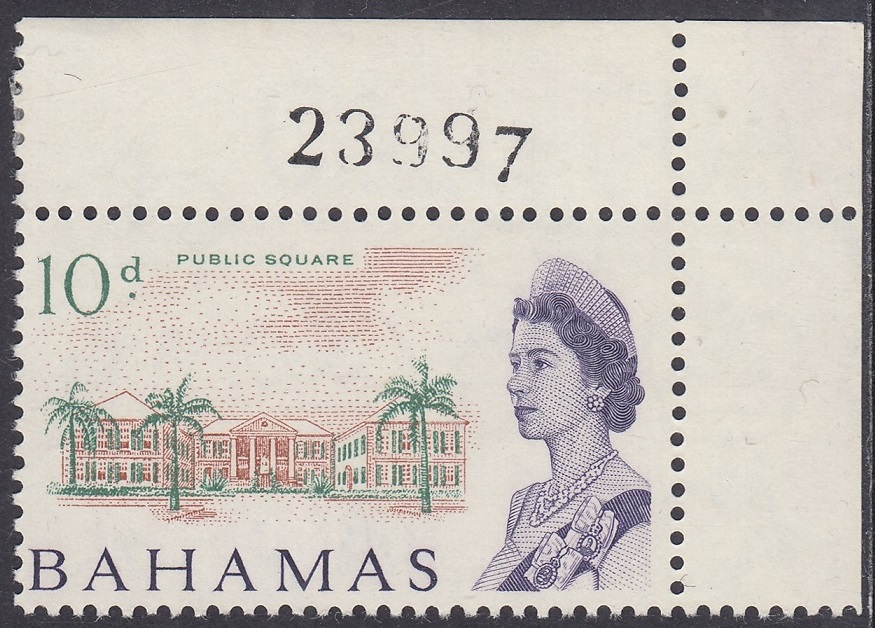 23997
10d.
PUBLIC SQUARE
BAHAMAS